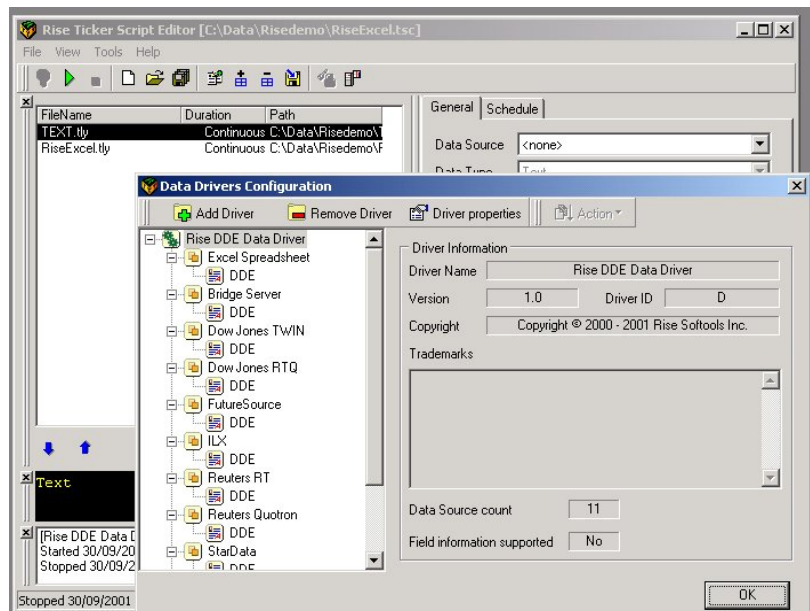 Rise Ticker Script Editor [C:\Data\Risedemo\RiseExcel.tsc]
File View Tools Help
FileName Duration Path
TEXT.tly Continuous C:\Data\Risedemo\
RiseExcel.tly Continuous C:\Data\Risedemo\F
General Schedule
Data Source <none>
Data Type Text
Data Drivers Configuration
Add Driver Remove Driver Driver properties Action
Rise DDE Data Driver
Excel Spreadsheet
DDE
Bridge Server
DDE
Dow Jones TWIN
DDE
Dow Jones RTQ
DDE
FutureSource
DDE
ILX
DDE
Reuters RT
DDE
Reuters Quotron
DDE
StarData
DDE
Driver Information
Driver Name Rise DDE Data Driver
Version 1.0 Driver ID D
Copyright Copyright © 2000 - 2001 Rise Softools Inc.
Trademarks
Data Source count 11
Field information supported No
OK
Text
[Rise DDE Data D
Started 30/09/20
Stopped 30/09/2
Stopped 30/09/2001